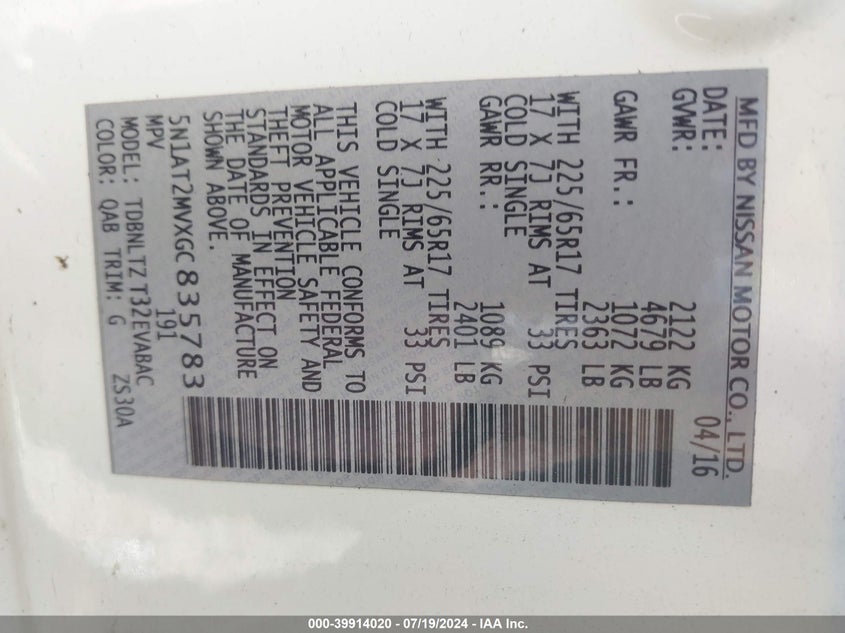 MFD BY NISSAN MOTOR CO., LTD.
DATE: 04/16
GVWR: 2122 KG
4679 LB
GAWR FR.: 1072 KG
2363 LB
WITH 225/65R17 TIRES
17 X 7J RIMS AT 33 PSI
COLD SINGLE
GAWR RR.: 1089 KG
2401 LB
WITH 225/65R17 TIRES
17 X 7J RIMS AT 33 PSI
COLD SINGLE
THIS VEHICLE CONFORMS TO
ALL APPLICABLE FEDERAL
MOTOR VEHICLE SAFETY AND
THEFT PREVENTION
STANDARDS IN EFFECT ON
THE DATE OF MANUFACTURE
SHOWN ABOVE.
5N1AT2MVXGC835783
MPV 191
MODEL: TDBNLTZ T32EVABAC
COLOR: QAB TRIM: G ZS30A
000-39914020 - 07/19/2024 - IAA Inc.